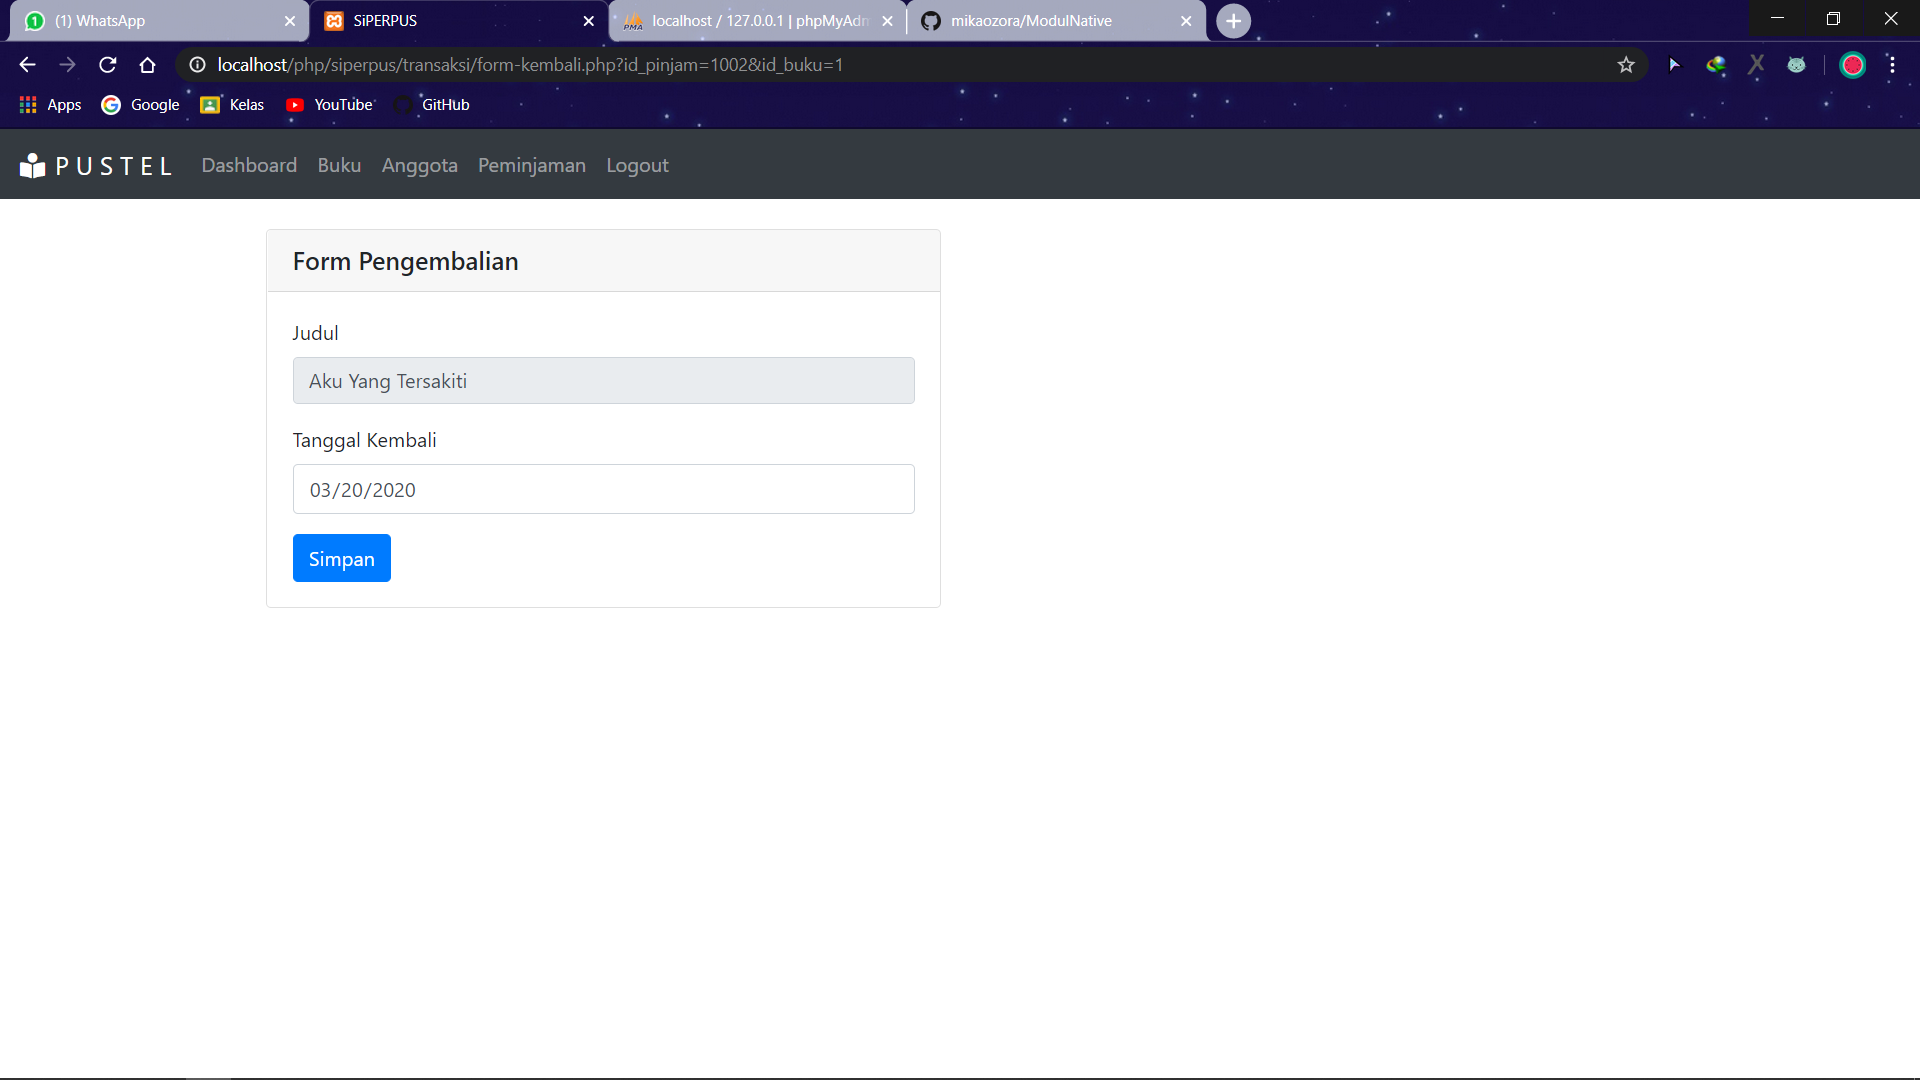 (1) WhatsApp
SiPERPUS
localhost / 127.0.0.1 | phpMyAdm
mikaozora/ModulNative
localhost/php/siperpus/transaksi/form-kembali.php?id_pinjam=1002&id_buku=1
Apps
Google
Kelas
YouTube
GitHub
PUSTEL
Dashboard
Buku
Anggota
Peminjaman
Logout
Form Pengembalian
Judul
Aku Yang Tersakiti
Tanggal Kembali
03/20/2020
Simpan